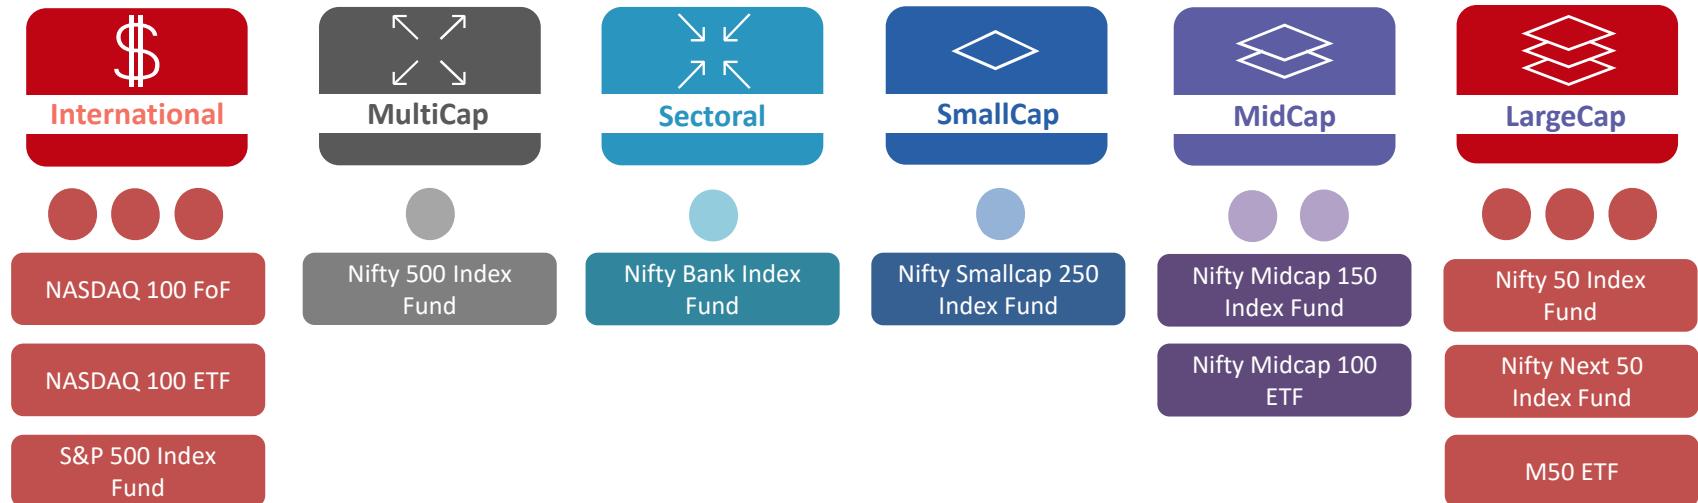 International
MultiCap
Sectoral
SmallCap
MidCap
LargeCap
NASDAQ 100 FoF
NASDAQ 100 ETF
S&P 500 Index
Fund
Nifty 500 Index
Fund
Nifty Bank Index
Fund
Nifty Smallcap 250
Index Fund
Nifty Midcap 150
Index Fund
Nifty Midcap 100
ETF
Nifty 50 Index
Fund
Nifty Next 50
Index Fund
M50 ETF